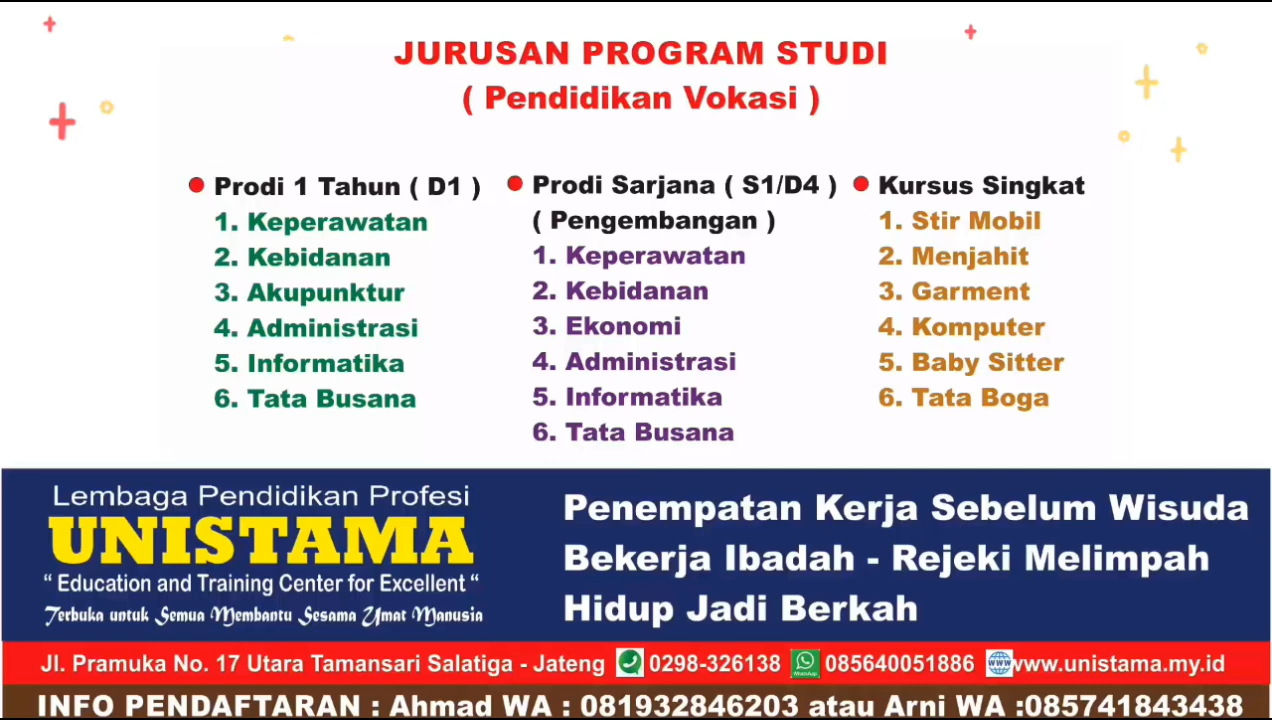 JURUSAN PROGRAM STUDI
( Pendidikan Vokasi )
Prodi 1 Tahun ( D1 )
1. Keperawatan
2. Kebidanan
3. Akupunktur
4. Administrasi
5. Informatika
6. Tata Busana
Prodi Sarjana ( S1/D4 )
( Pengembangan )
1. Keperawatan
2. Kebidanan
3. Ekonomi
4. Administrasi
5. Informatika
6. Tata Busana
Kursus Singkat
1. Stir Mobil
2. Menjahit
3. Garment
4. Komputer
5. Baby Sitter
6. Tata Boga
Lembaga Pendidikan Profesi
UNISTAMA
“ Education and Training Center for Excellent “
Terbuka untuk Semua Membantu Sesama Umat Manusia
Penempatan Kerja Sebelum Wisuda
Bekerja Ibadah - Rejeki Melimpah
Hidup Jadi Berkah
Jl. Pramuka No. 17 Utara Tamansari Salatiga - Jateng 0298-326138 WhatsApp 085640051886 www www.unistama.my.id
INFO PENDAFTARAN : Ahmad WA : 081932846203 atau Arni WA :085741843438